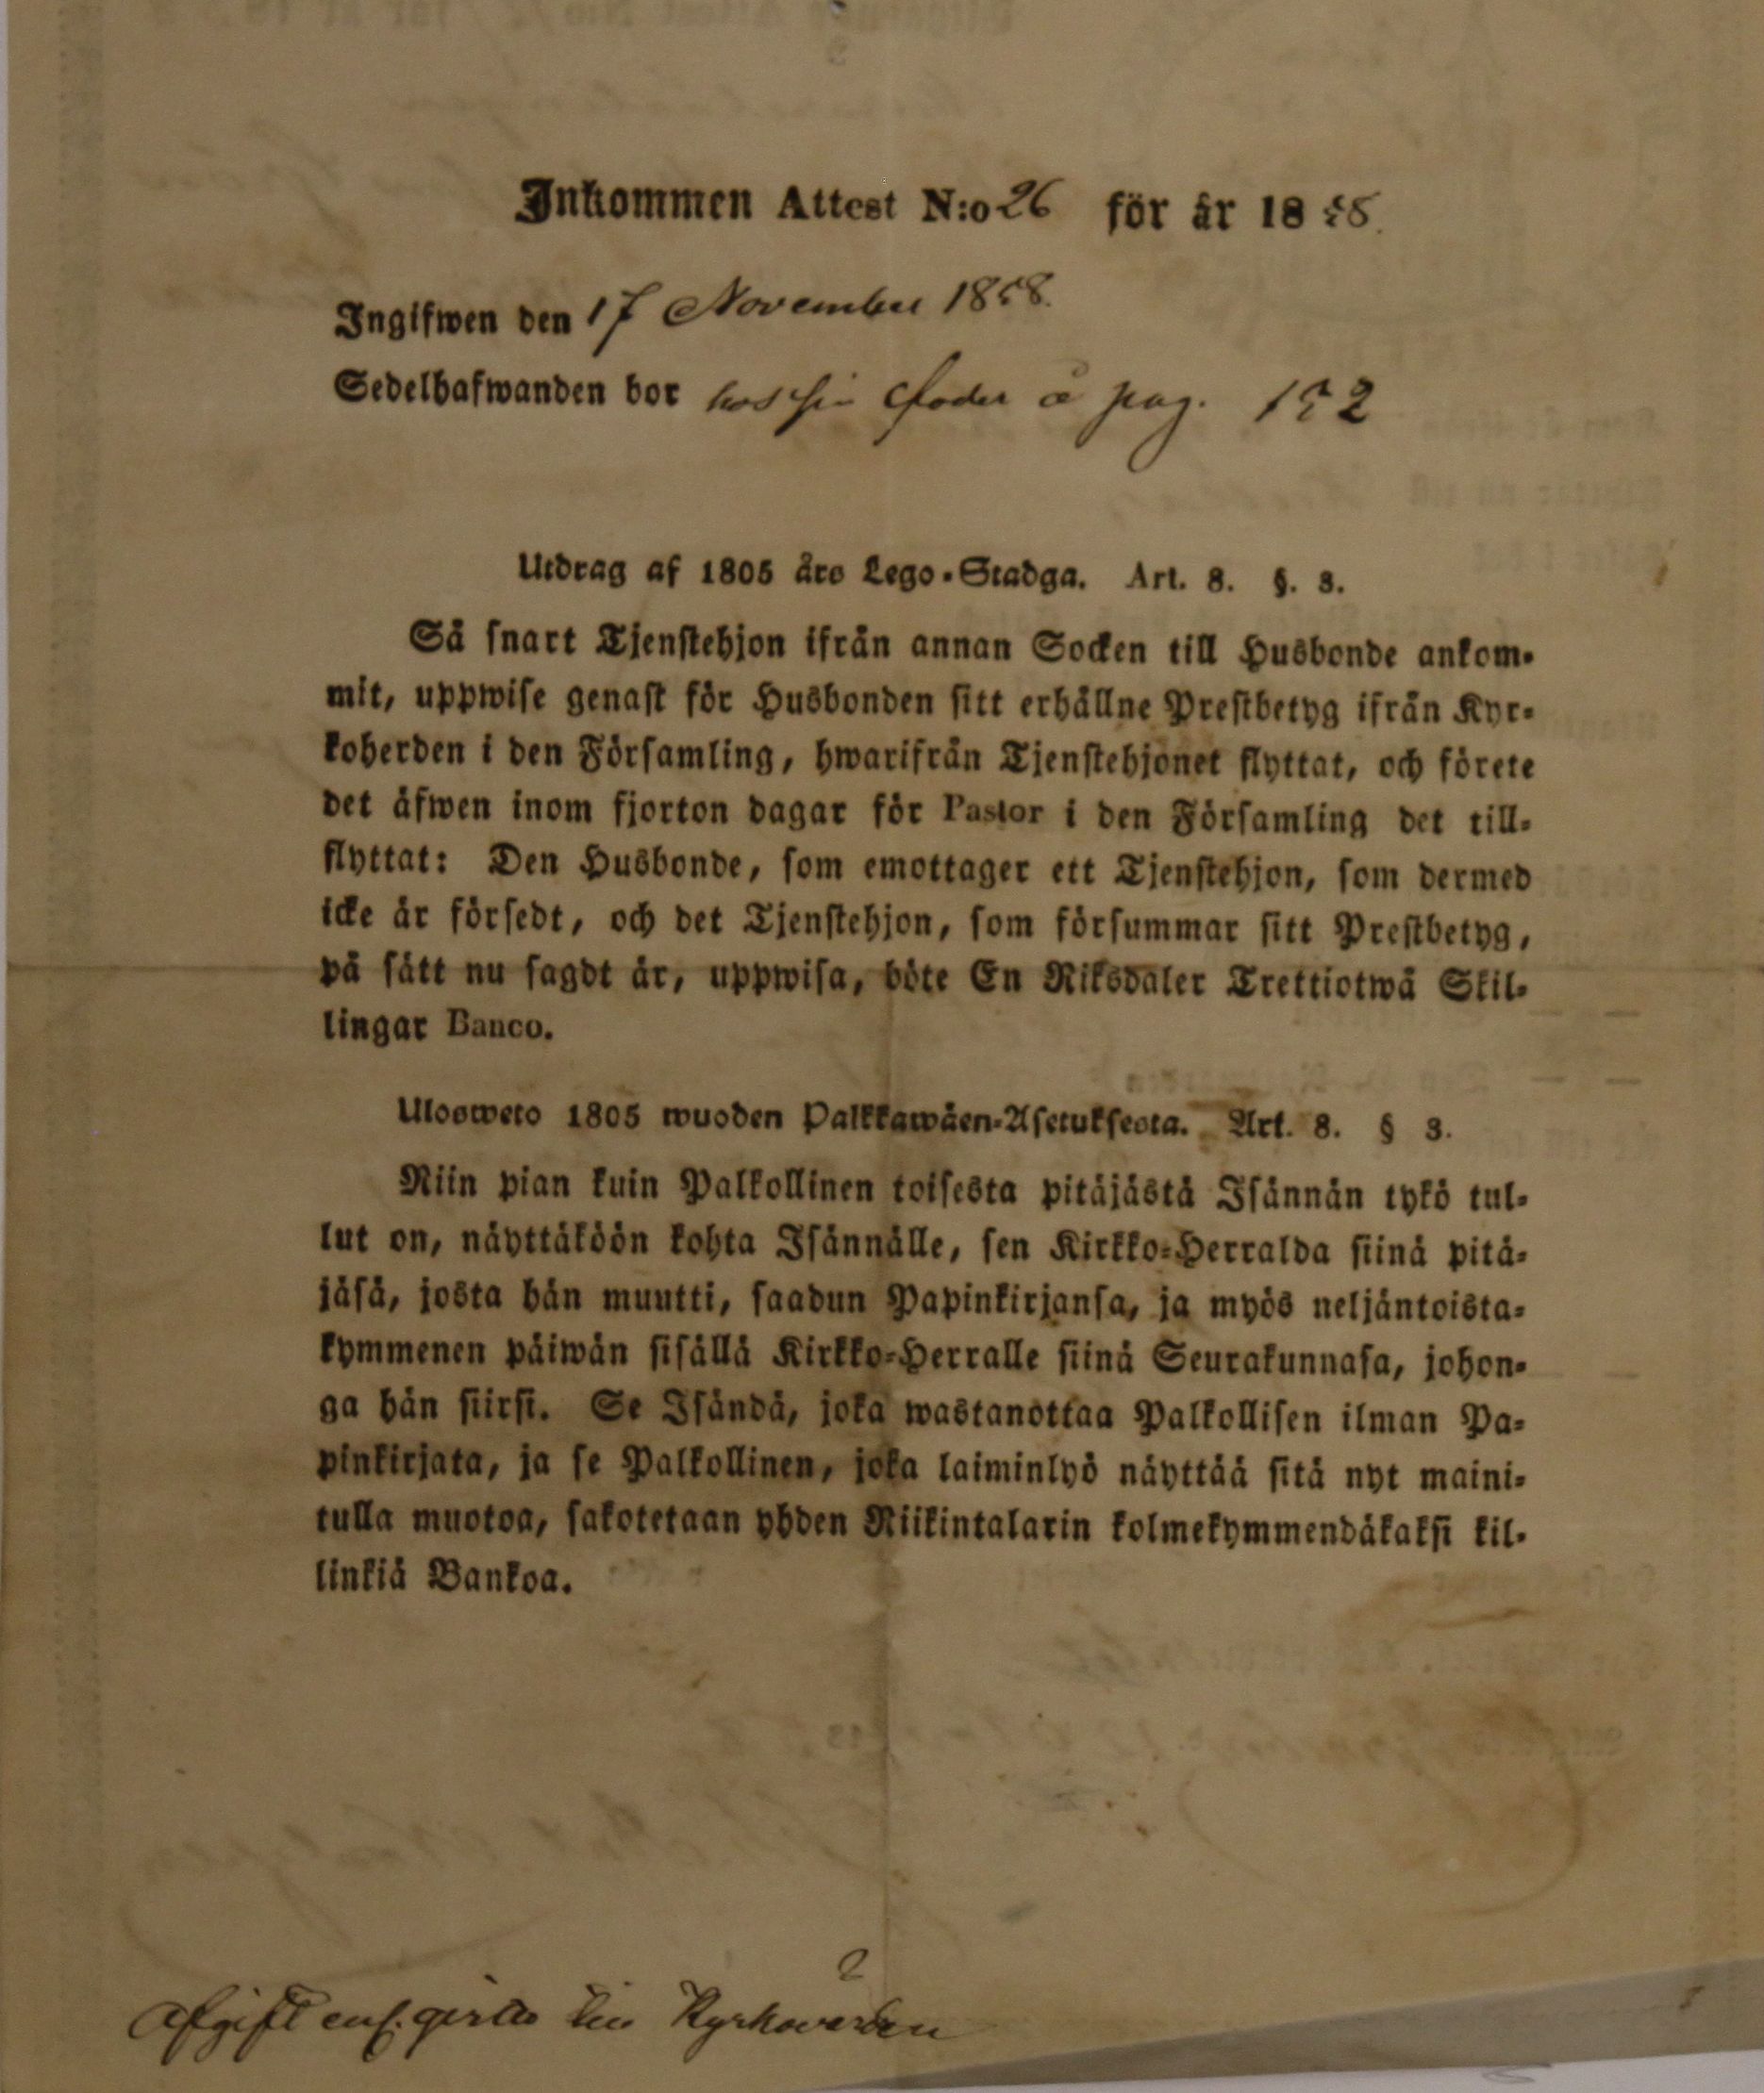 Inkommen Attest N:o 26 för år 1858.
Ingifwen den 17 November 1858.
Sedelhafwanden bor hos sin Fader å pag. 152
Utdrag af 1805 års Lego-Stadga. Art. 8. §. 3.
Så snart Tjenstehjon ifrån annan Socken till Husbonde ankom-
mit, uppwise genast för Husbonden sitt erhållne Prestbetyg ifrån Kyr-
koherden i den Församling, hwarifrån Tjenstehjonet flyttat, och förete
det äfwen inom fjorton dagar för Pastor i den Församling det till-
flyttat: Den Husbonde, som emottager ett Tjenstehjon, som dermed
icke är försedt, och det Tjenstehjon, som försummar sitt Prestbetyg,
på sätt nu sagdt är, uppwisa, böte En Riksdaler Trettiotwå Skil-
lingar Banco.
Ulosweto 1805 wuoden Palkkawäen-Asetuksesta. Art. 8. § 3.
Niin pian kuin Palkollinen toisesta pitäjästä Isännän tykö tul-
lut on, näyttäköön kohta Isännälle, sen Kirkko-Herralda siinä pitä-
jäsä, josta hän muutti, saadun Papinkirjansa, ja myös neljäntoista-
kymmenen päiwän sisällä Kirkko-Herralle siinä Seurakunnasa, johon-
ga hän siirsi. Se Isändä, joka wastanottaa Palkollisen ilman Pa-
pinkirjata, ja se Palkollinen, joka laiminlyö näyttää sitä nyt maini-
tulla muotoa, sakotetaan yhden Riikintalarin kolmekymmendäkaksi kil-
linkiä Bankoa.
Afgift Kyrkovärden